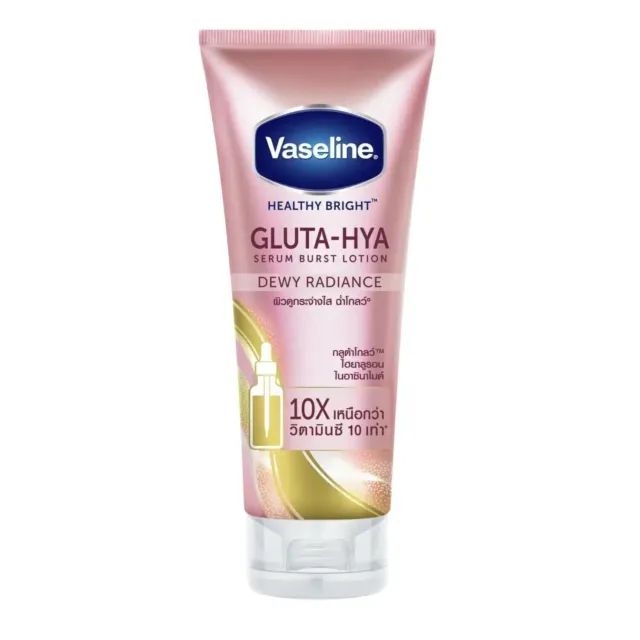 Vaseline®
HEALTHY BRIGHT™
GLUTA-HYA
SERUM BURST LOTION
DEWY RADIANCE
ผิวดูกระจ่างใส ฉ่ำโกลว์
กลูต้าโกลว์™
ไฮยาลูรอน
ไนอาซินาไมด์
10X เหนือกว่า
วิตามินซี 10 เท่า*